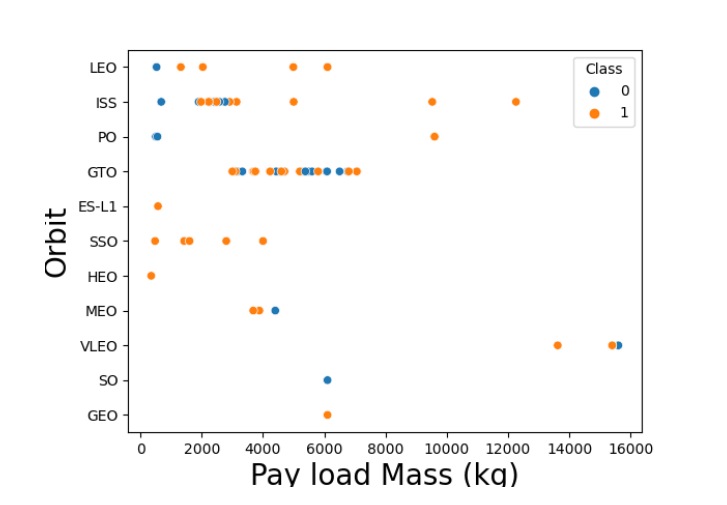 LEO
ISS
PO
GTO
ES-L1
SSO
HEO
MEO
VLEO
SO
GEO
Orbit
Class
0
1
0 2000 4000 6000 8000 10000 12000 14000 16000
Pay load Mass (kg)